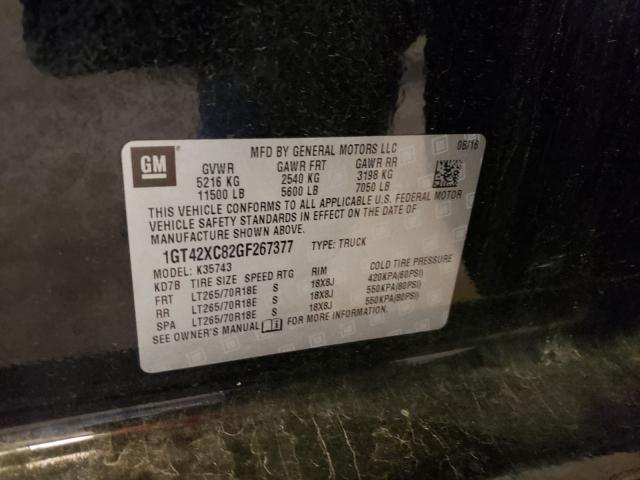 GM
MFD BY GENERAL MOTORS LLC 06/16
GVWR GAWR FRT GAWR RR
5216 KG 2540 KG 3198 KG
11500 LB 5600 LB 7050 LB
THIS VEHICLE CONFORMS TO ALL APPLICABLE U.S. FEDERAL MOTOR
VEHICLE SAFETY STANDARDS IN EFFECT ON THE DATE OF
MANUFACTURE SHOWN ABOVE.
1GT42XC82GF267377 TYPE: TRUCK
MODEL: K35743
KD7B TIRE SIZE SPEED RTG RIM COLD TIRE PRESSURE
FRT LT265/70R18E S 18X8J 420KPA(60PSI)
RR LT265/70R18E S 18X8J 550KPA(80PSI)
SPA LT265/70R18E S 18X8J 550KPA(80PSI)
SEE OWNER'S MANUAL FOR MORE INFORMATION.